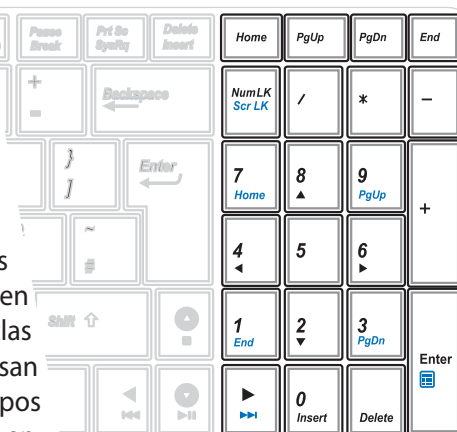 Pause Prt Sc Delete Home PgUp PgDn End
Break SysRq Insert
+ Backspace NumLK / * -
- Scr LK
} Enter 7 8 9 +
] Home PgUp
~ 4 5 6
#
s
en
las
san
pos
Shift 1 2 3 Enter
End PgDn
0
Insert Delete